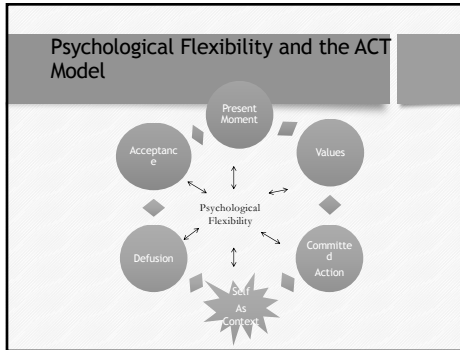 Psychological Flexibility and the ACT
Model
Present
Moment
Acceptanc
e
Values
Psychological
Flexibility
Defusion
Committe
d
Action
Self
As
Context